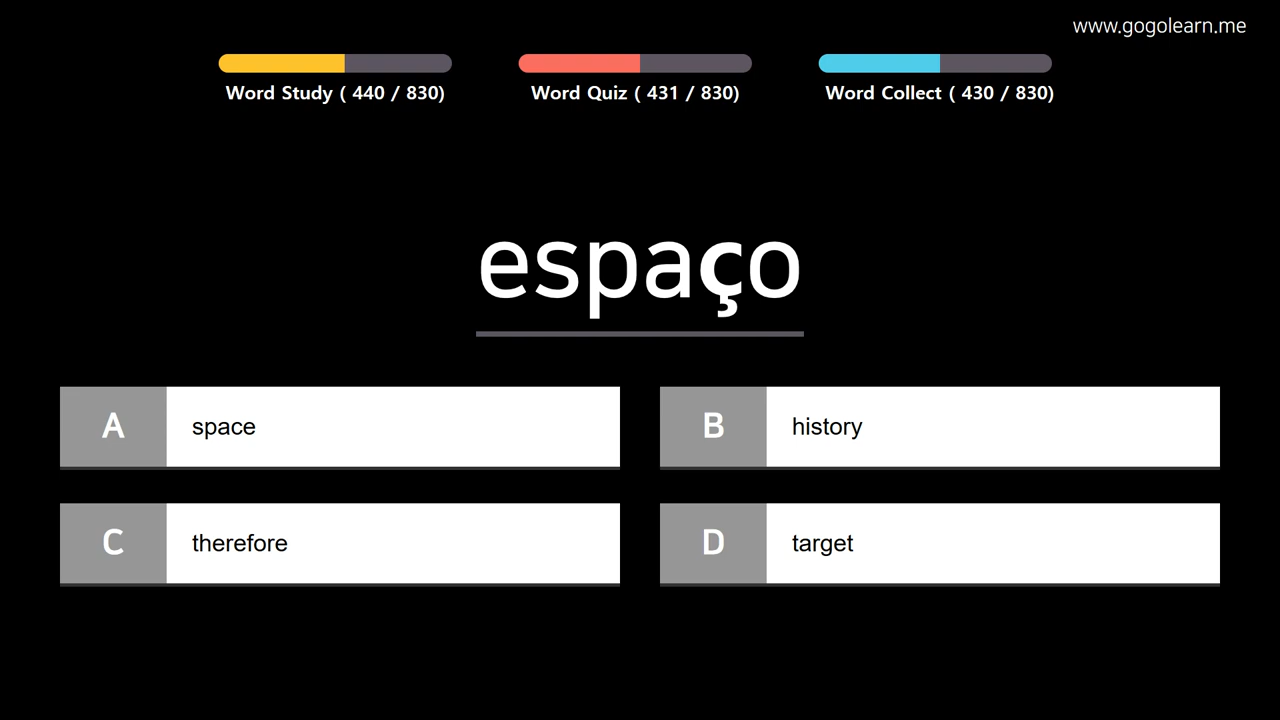 www.gogolearn.me
Word Study ( 440 / 830)
Word Quiz ( 431 / 830)
Word Collect ( 430 / 830)
espaço
A space
B history
C therefore
D target